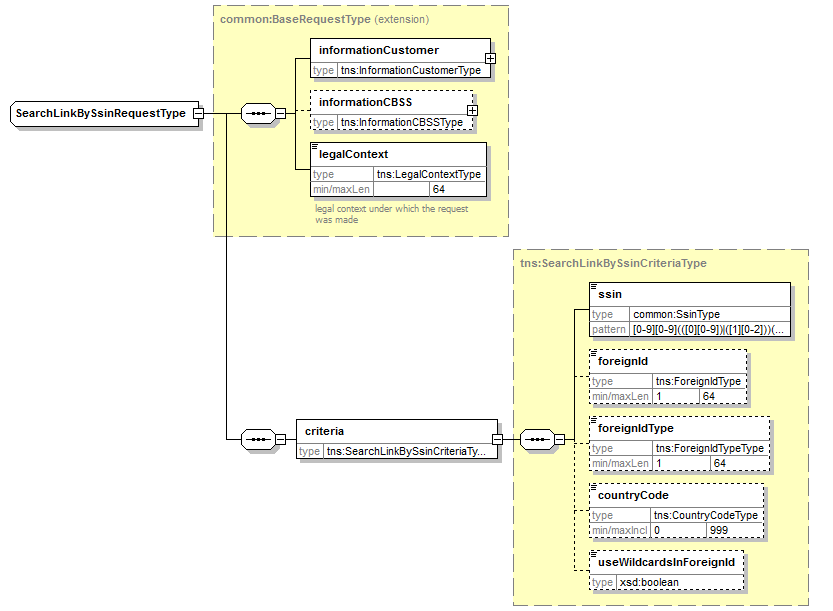 common:BaseRequestType (extension)
informationCustomer
type tns:InformationCustomerType
SearchLinkBySsinRequestType
informationCBSS
type tns:InformationCBSSType
legalContext
type tns:LegalContextType
min/maxLen 64
legal context under which the request
was made
tns:SearchLinkBySsinCriteriaType
ssin
type common:SsinType
pattern [0-9][0-9](([0][0-9])|([1][0-2]))(...
foreignId
type tns:ForeignIdType
min/maxLen 1 64
criteria
type tns:SearchLinkBySsinCriteriaTy...
foreignIdType
type tns:ForeignIdTypeType
min/maxLen 1 64
countryCode
type tns:CountryCodeType
min/maxIncl 0 999
useWildcardsInForeignId
type xsd:boolean